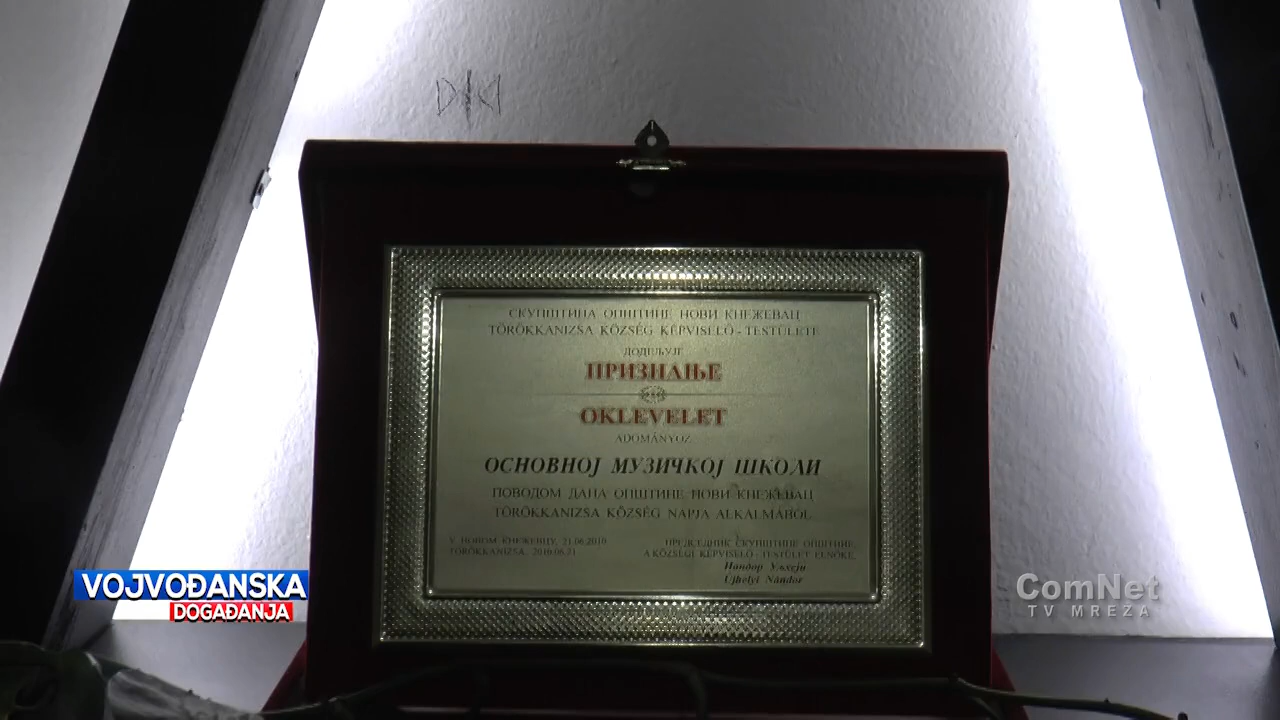 СКУПШТИНА ОПШТИНЕ НОВИ КНЕЖЕВАЦ
TÖRÖKKANIZSA KÖZSÉG KÉPVISELŐ - TESTÜLETE
ДОДЕЉУЈЕ
ПРИЗНАЊЕ
OKLEVELET
ADOMÁNYOZ
ОСНОВНОЈ МУЗИЧКОЈ ШКОЛИ
ПОВОДОМ ДАНА ОПШТИНЕ НОВИ КНЕЖЕВАЦ
TÖRÖKKANIZSA KÖZSÉG NAPJA ALKALMÁBÓL
У НОВОМ КНЕЖЕВЦУ, 21.06.2010
TÖRÖKKANIZSA, 2010.06.21
ПРЕДСЕДНИК СКУПШТИНЕ ОПШТИНЕ,
A KÖZSÉGI KÉPVISELŐ - TESTÜLET ELNÖKE,
Нандор Ујхељи
Ujhelyi Nándor
VOJVOĐANSKA
DOGAĐANJA
ComNet
TV MREZA